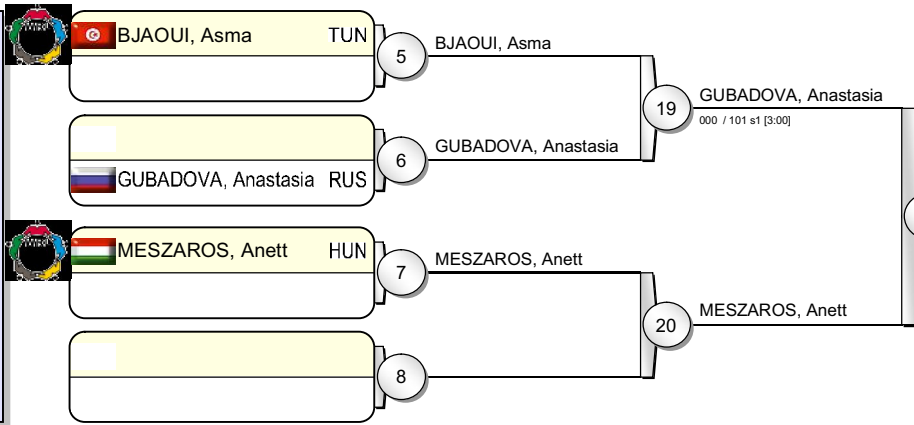 BJAOUI, Asma TUN
5
BJAOUI, Asma
19
GUBADOVA, Anastasia
000 / 101 s1 [3:00]
6
GUBADOVA, Anastasia
GUBADOVA, Anastasia RUS
MESZAROS, Anett HUN
7
MESZAROS, Anett
20
MESZAROS, Anett
8